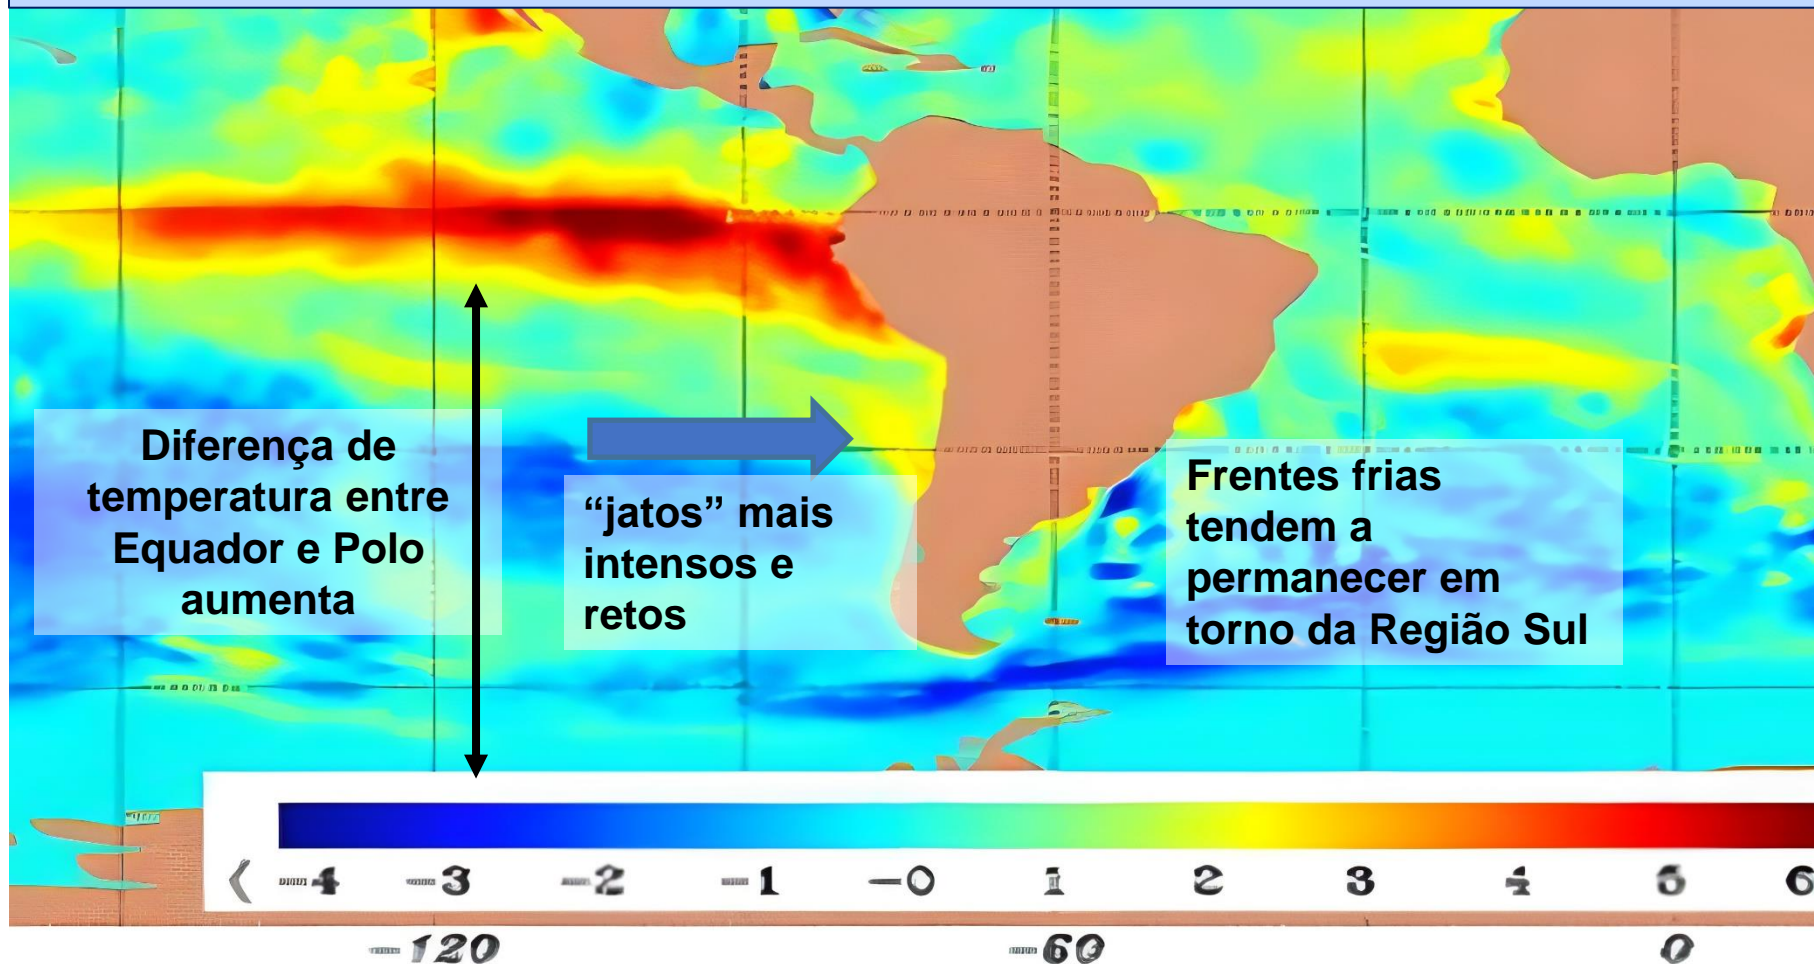 Diferença de
temperatura entre
Equador e Polo
aumenta
“jatos” mais
intensos e
retos
Frentes frias
tendem a
permanecer em
torno da Região Sul
-4 -3 -2 -1 -0 1 2 3 4 6
-120 -60 0